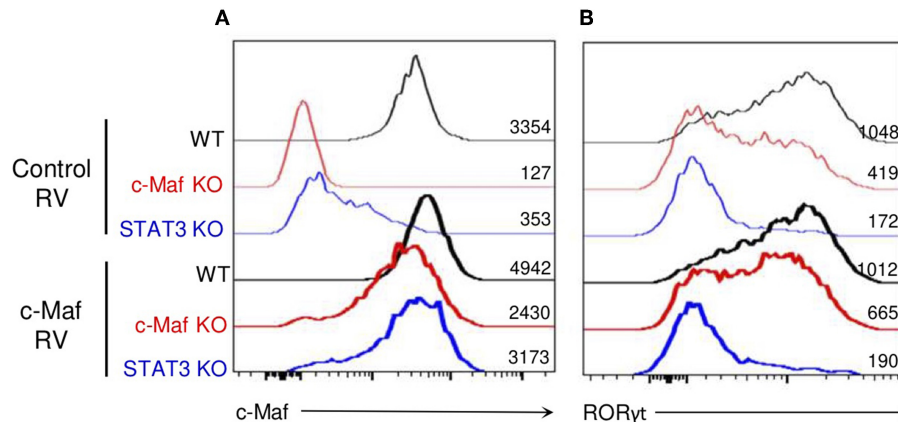 A
B
Control
RV
WT
3354
1048
c-Maf KO
127
419
STAT3 KO
353
172
c-Maf
RV
WT
4942
1012
c-Maf KO
2430
665
STAT3 KO
3173
190
c-Maf
RORγt